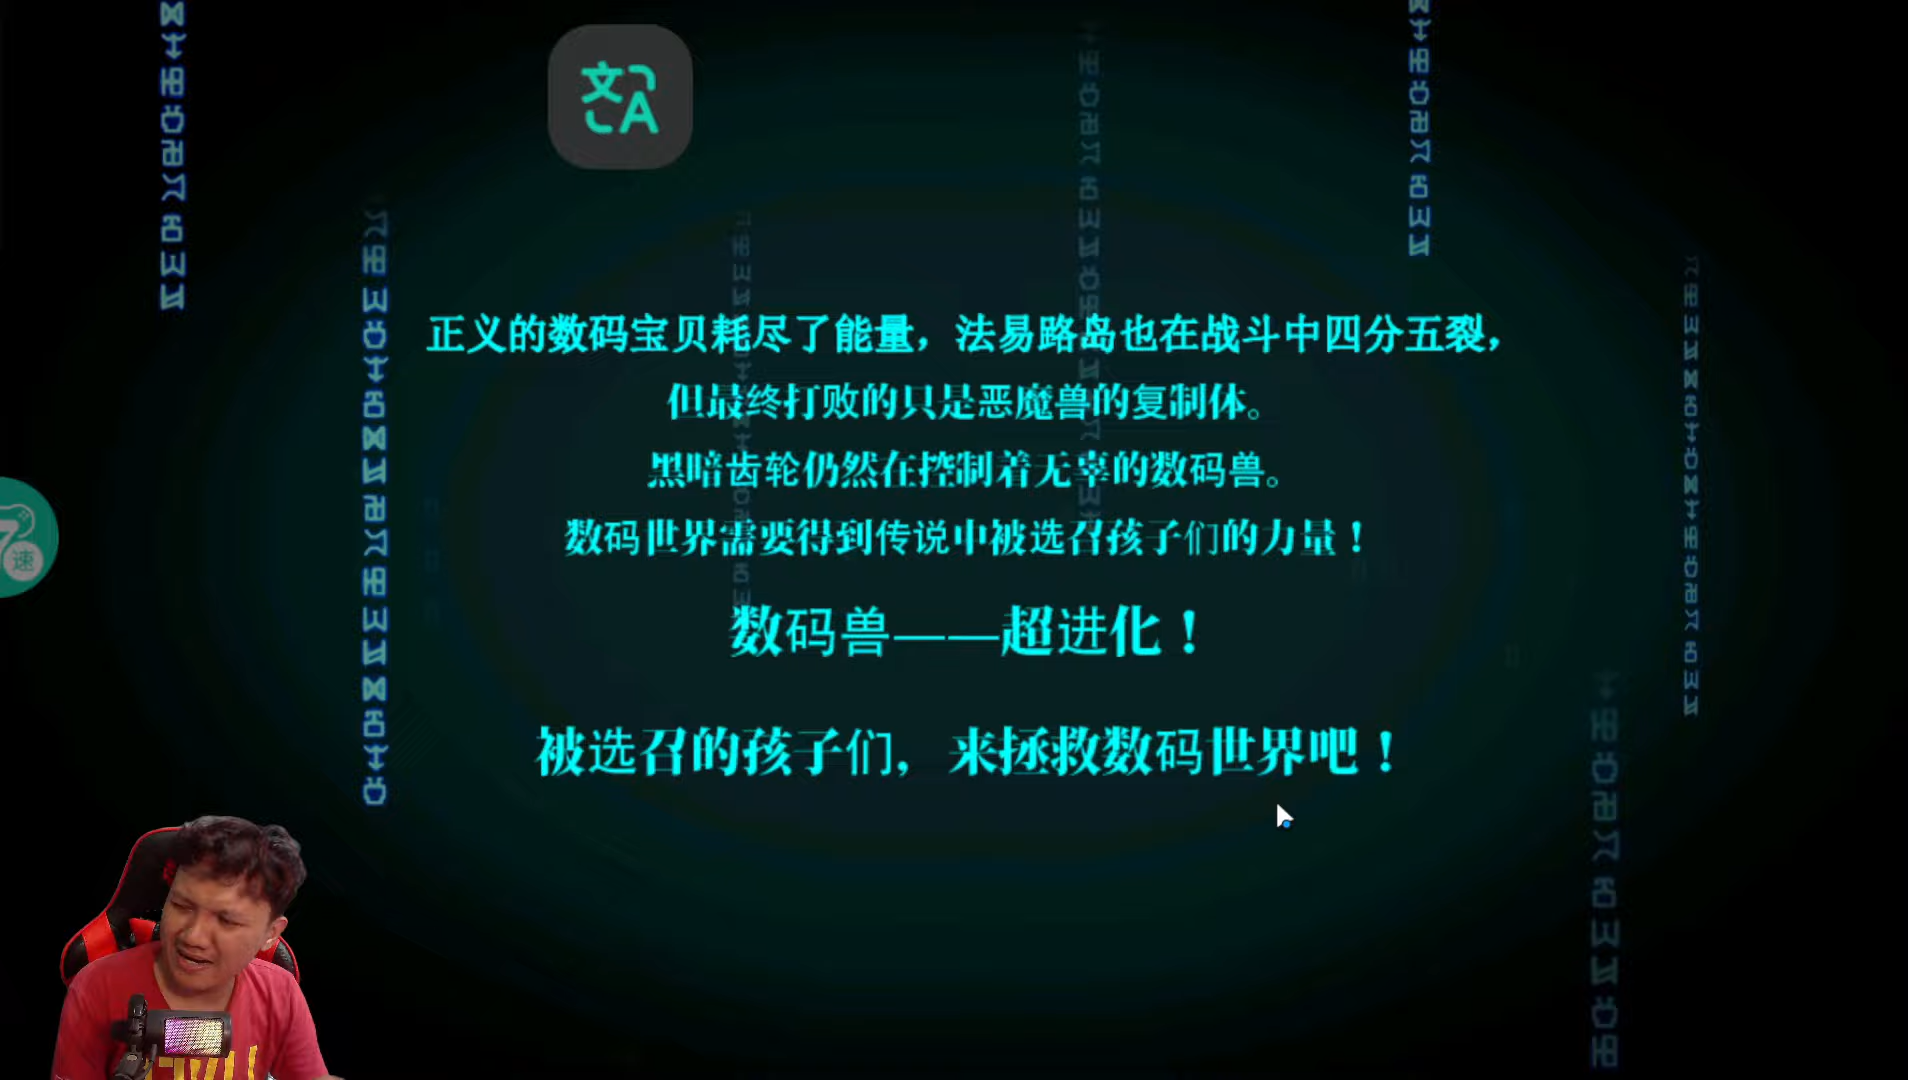 文A
正义的数码宝贝耗尽了能量，法易路岛也在战斗中四分五裂，
但最终打败的只是恶魔兽的复制体。
黑暗齿轮仍然在控制着无辜的数码兽。
数码世界需要得到传说中被选召孩子们的力量！
数码兽——超进化！
被选召的孩子们，来拯救数码世界吧！
速